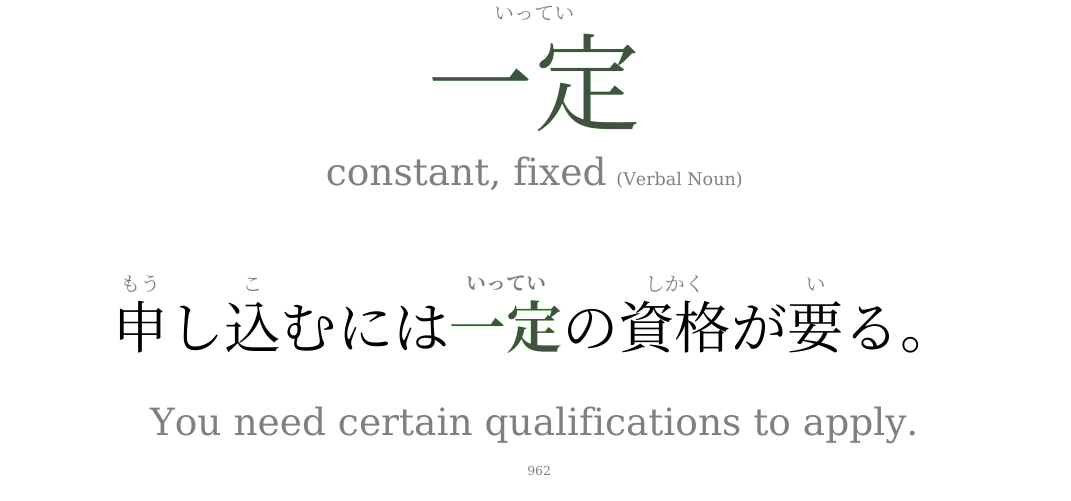 いってい
一定
constant, fixed (Verbal Noun)
もう こ いってい しかく い
申し込むには一定の資格が要る。
You need certain qualifications to apply.
962